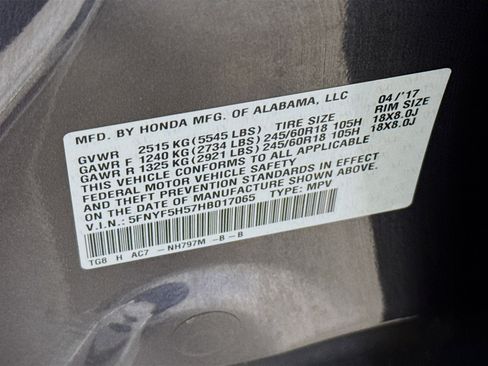 MFD. BY HONDA MFG. OF ALABAMA, LLC 04/'17
GVWR 2515 KG (5545 LBS) TIRE SIZE RIM SIZE
GAWR F 1240 KG (2734 LBS) 245/60R18 105H 18X8.0J
GAWR R 1325 KG (2921 LBS) 245/60R18 105H 18X8.0J
THIS VEHICLE CONFORMS TO ALL APPLICABLE
FEDERAL MOTOR VEHICLE SAFETY
AND THEFT PREVENTION STANDARDS IN EFFECT
ON THE DATE OF MANUFACTURE SHOWN ABOVE.
V.I.N.: 5FNYF5H57HB017065 TYPE: MPV
TG8 H AC7 -NH797M -B -B